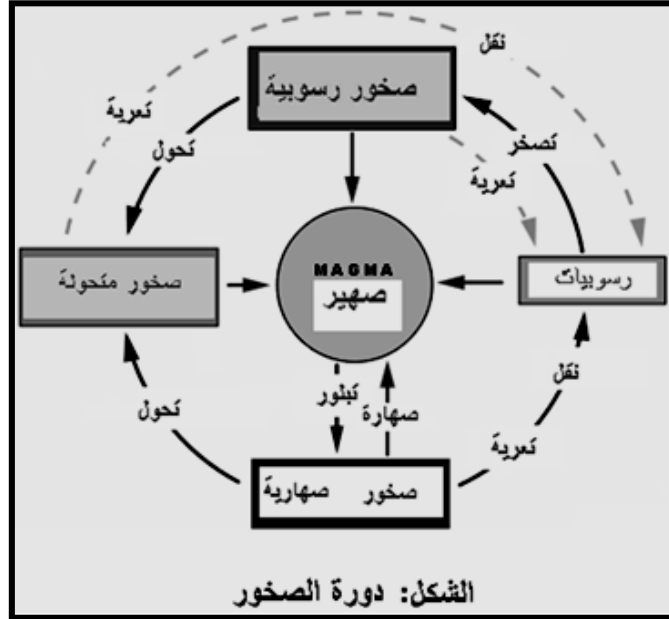 نقل
صخور رسوبية
تعرية
تصخر
تحول
تعرية
MAGMA
صهير
صخور متحولة
رسوبيات
نقل
تبلور
صهارة
تحول
تعرية
صخور صهارية
الشكل: دورة الصخور